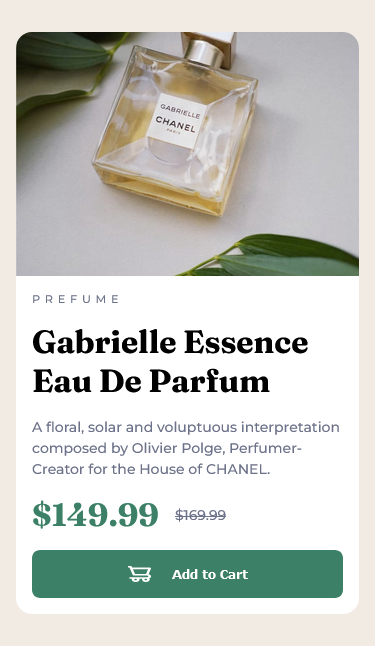 GABRIELLE
CHANEL
PARIS
PREFUME
Gabrielle Essence
Eau De Parfum
A floral, solar and voluptuous interpretation
composed by Olivier Polge, Perfumer-
Creator for the House of CHANEL.
$149.99 $169.99
Add to Cart